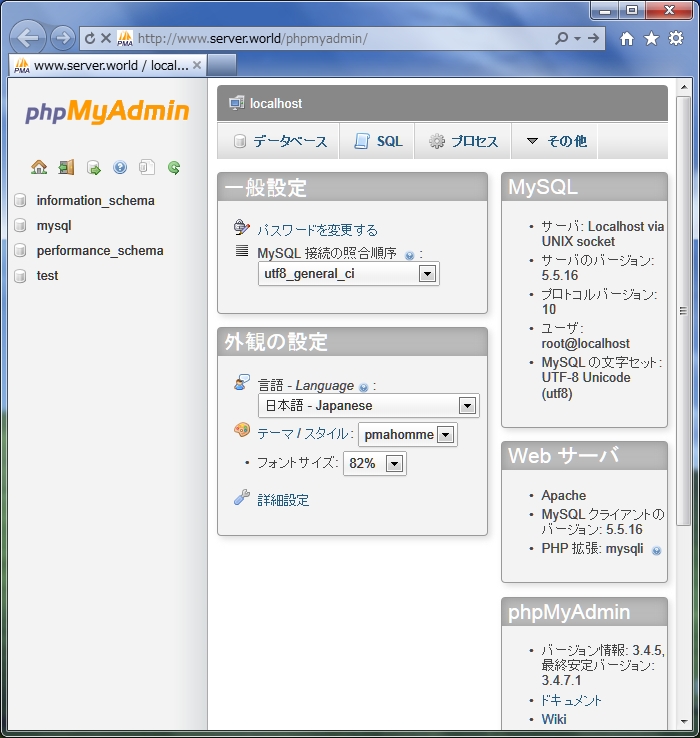 http://www.server.world/phpmyadmin/
PMA
www.server.world / local...
phpMyAdmin
information_schema
mysql
performance_schema
test
localhost
データベース
SQL
プロセス
その他
一般設定
パスワードを変更する
MySQL 接続の照合順序 :
utf8_general_ci
外観の設定
言語 - Language :
日本語 - Japanese
テーマ / スタイル: pmahomme
• フォントサイズ: 82%
詳細設定
MySQL
• サーバ: Localhost via
UNIX socket
• サーバのバージョン:
5.5.16
• プロトコルバージョン:
10
• ユーザ:
root@localhost
• MySQL の文字セット:
UTF-8 Unicode
(utf8)
Web サーバ
• Apache
• MySQL クライアントの
バージョン: 5.5.16
• PHP 拡張: mysqli
phpMyAdmin
• バージョン情報: 3.4.5,
最終安定バージョン:
3.4.7.1
• ドキュメント
• Wiki